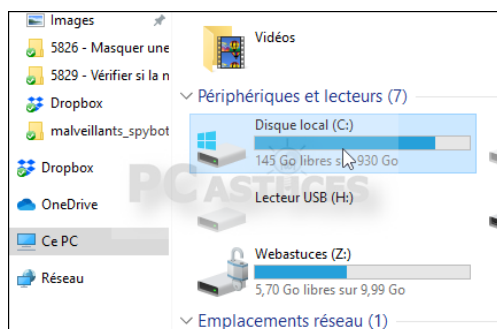 Images
5826 - Masquer une
5829 - Vérifier si la n
Dropbox
malveillants_spybot
Dropbox
OneDrive
Ce PC
Réseau
Vidéos
Périphériques et lecteurs (7)
Disque local (C:)
145 Go libres sur 930 Go
Lecteur USB (H:)
Webastuces (Z:)
5,70 Go libres sur 9,99 Go
Emplacements réseau (1)
PC ASTUCES